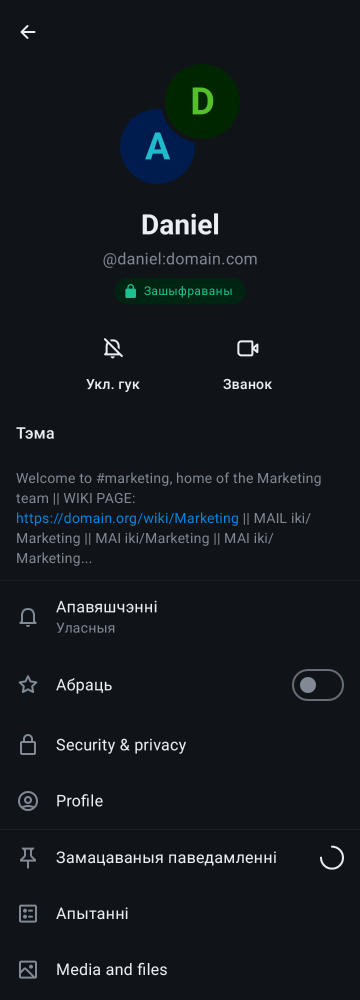 D
A
Daniel
@daniel:domain.com
Зашыфраваны
Укл. гук
Званок
Тэма
Welcome to #marketing, home of the Marketing
team || WIKI PAGE:
https://domain.org/wiki/Marketing || MAIL iki/
Marketing || MAI iki/Marketing || MAI iki/
Marketing...
Апавяшчэнні
Уласныя
Абраць
Security & privacy
Profile
Замацаваныя паведамленні
Апытанні
Media and files